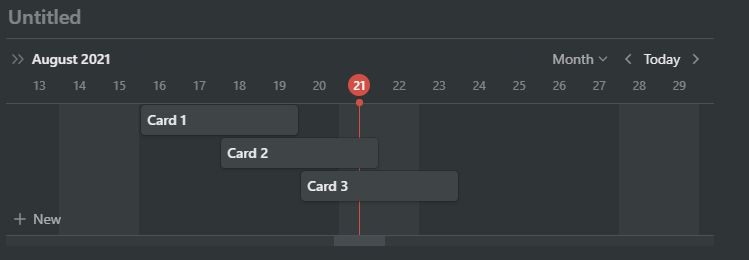 Untitled
August 2021 Month Today
13 14 15 16 17 18 19 20 21 22 23 24 25 26 27 28 29
Card 1
Card 2
Card 3
+ New